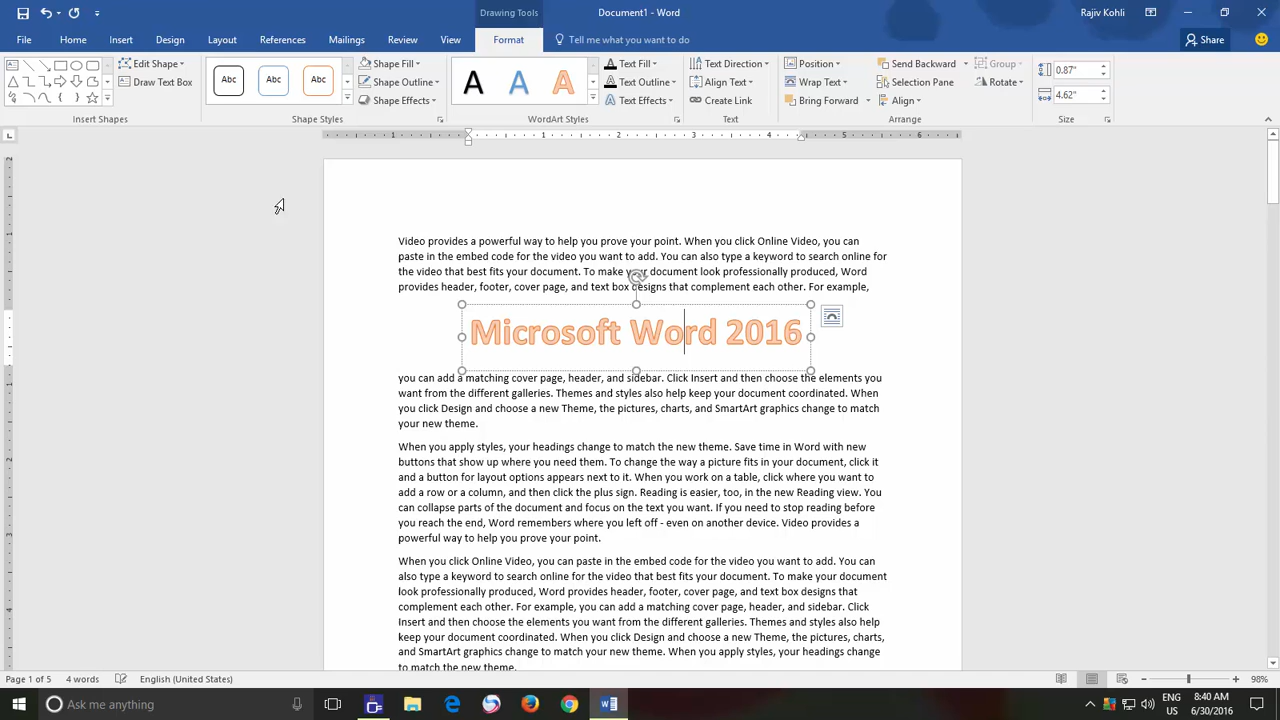 Drawing Tools
Document1 - Word
Rajiv Kohli
File Home Insert Design Layout References Mailings Review View Format Tell me what you want to do Share
Edit Shape
Draw Text Box
Insert Shapes
Abc Abc Abc
Shape Fill
Shape Outline
Shape Effects
Shape Styles
A A A
Text Fill
Text Outline
Text Effects
WordArt Styles
Text Direction
Align Text
Create Link
Text
Position
Wrap Text
Bring Forward
Send Backward
Selection Pane
Align
Group
Rotate
Arrange
0.87"
4.62"
Size
1 1 2 3 4 5 6
2
1
1
2
3
4
Video provides a powerful way to help you prove your point. When you click Online Video, you can
paste in the embed code for the video you want to add. You can also type a keyword to search online for
the video that best fits your document. To make your document look professionally produced, Word
provides header, footer, cover page, and text box designs that complement each other. For example,
Microsoft Word 2016
you can add a matching cover page, header, and sidebar. Click Insert and then choose the elements you
want from the different galleries. Themes and styles also help keep your document coordinated. When
you click Design and choose a new Theme, the pictures, charts, and SmartArt graphics change to match
your new theme.
When you apply styles, your headings change to match the new theme. Save time in Word with new
buttons that show up where you need them. To change the way a picture fits in your document, click it
and a button for layout options appears next to it. When you work on a table, click where you want to
add a row or a column, and then click the plus sign. Reading is easier, too, in the new Reading view. You
can collapse parts of the document and focus on the text you want. If you need to stop reading before
you reach the end, Word remembers where you left off - even on another device. Video provides a
powerful way to help you prove your point.
When you click Online Video, you can paste in the embed code for the video you want to add. You can
also type a keyword to search online for the video that best fits your document. To make your document
look professionally produced, Word provides header, footer, cover page, and text box designs that
complement each other. For example, you can add a matching cover page, header, and sidebar. Click
Insert and then choose the elements you want from the different galleries. Themes and styles also help
keep your document coordinated. When you click Design and choose a new Theme, the pictures, charts,
and SmartArt graphics change to match your new theme. When you apply styles, your headings change
to match the new theme.
Page 1 of 5 4 words English (United States) 98%
Ask me anything
ENG
US
8:40 AM
6/30/2016